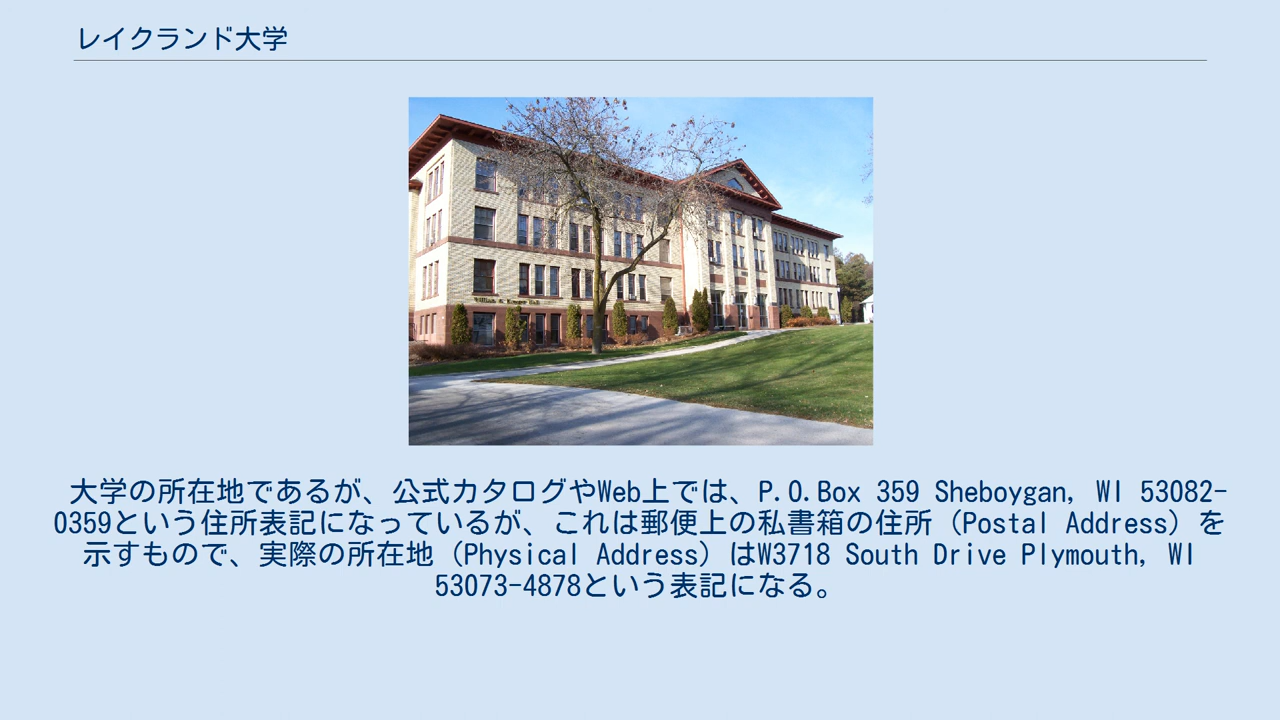 レイクランド大学
大学の所在地であるが、公式カタログやWeb上では、P.O.Box 359 Sheboygan, WI 53082-
0359という住所表記になっているが、これは郵便上の私書箱の住所（Postal Address）を
示すもので、実際の所在地（Physical Address）はW3718 South Drive Plymouth, WI
53073-4878という表記になる。